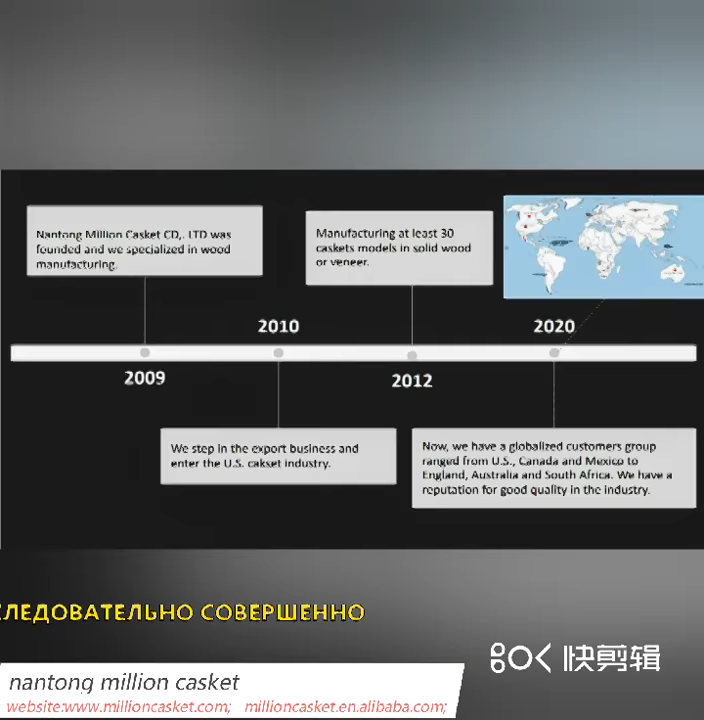 Nantong Million Casket CD,. LTD was
founded and we specialized in wood
manufacturing.
Manufacturing at least 30
caskets models in solid wood
or veneer.
2010
2020
2009
2012
We step in the export business and
enter the U.S. cakset industry.
Now, we have a globalized customers group
ranged from U.S., Canada and Mexico to
England, Australia and South Africa. We have a
reputation for good quality in the industry.
СЛЕДОВАТЕЛЬНО СОВЕРШЕННО
快剪辑
nantong million casket
website:www.millioncasket.com; millioncasket.en.alibaba.com;